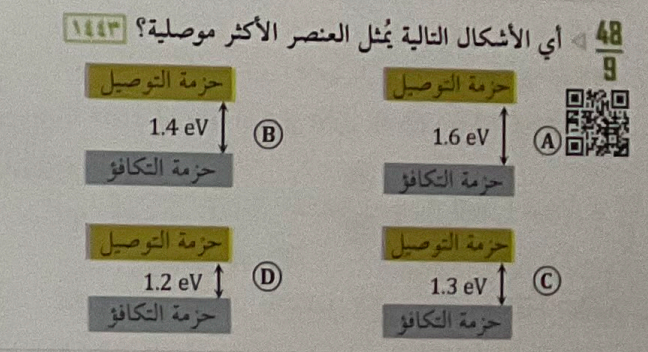 48
9
أي الأشكال التالية يُمثل العنصر الأكثر موصلية؟ ١٤٤٣
حزمة التوصيل
1.6 eV
حزمة التكافؤ
A
حزمة التوصيل
1.4 eV
حزمة التكافؤ
B
حزمة التوصيل
1.3 eV
حزمة التكافؤ
C
حزمة التوصيل
1.2 eV
حزمة التكافؤ
D